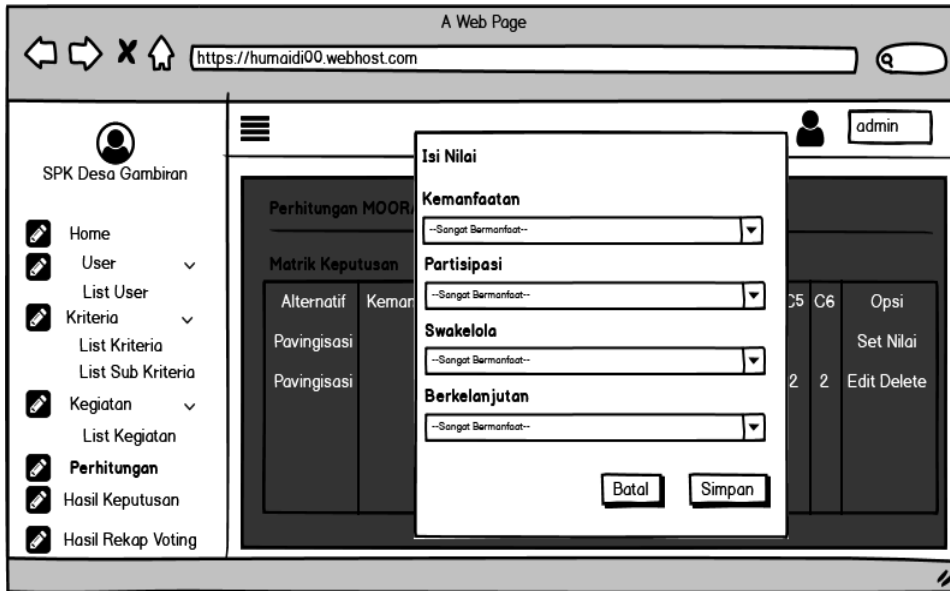 A Web Page
https://humaidi00.webhost.com
SPK Desa Gambiran
Home
User
List User
Kriteria
List Kriteria
List Sub Kriteria
Kegiatan
List Kegiatan
Perhitungan
Hasil Keputusan
Hasil Rekap Voting
admin
Perhitungan
Matrik Keputusan
Alternatif C6 Opsi
Pavingisasi Set Nilai
Pavingisasi 2 2 Edit Delete
Isi Nilai
Kemanfaatan
--Sangat Bermanfaat--
Partisipasi
--Sangat Bermanfaat--
Swakelola
--Sangat Bermanfaat--
Berkelanjutan
--Sangat Bermanfaat--
Batal Simpan